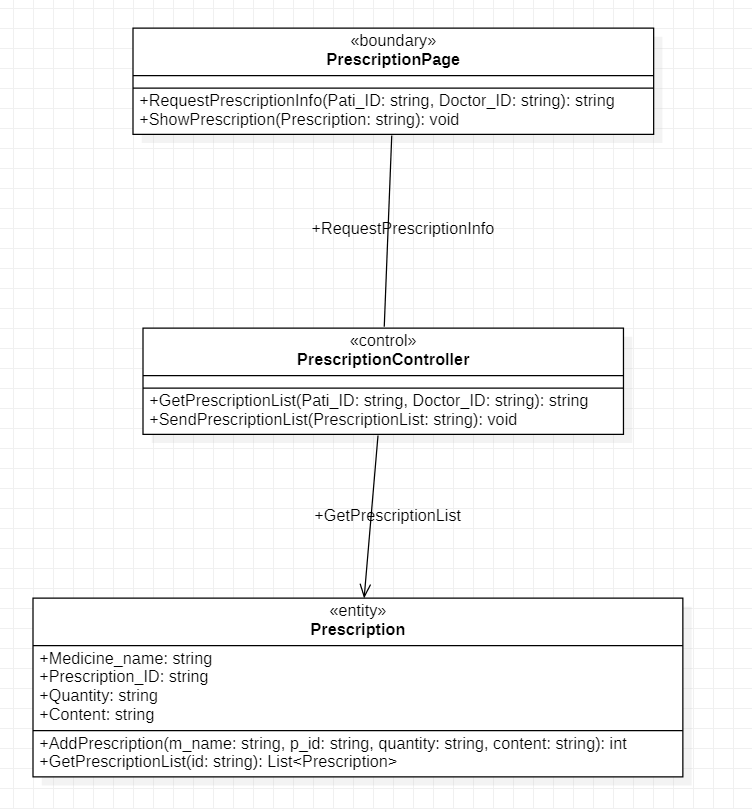 «boundary»
PrescriptionPage
+RequestPrescriptionInfo(Pati_ID: string, Doctor_ID: string): string
+ShowPrescription(Prescription: string): void
+RequestPrescriptionInfo
«control»
PrescriptionController
+GetPrescriptionList(Pati_ID: string, Doctor_ID: string): string
+SendPrescriptionList(PrescriptionList: string): void
+GetPrescriptionList
«entity»
Prescription
+Medicine_name: string
+Prescription_ID: string
+Quantity: string
+Content: string
+AddPrescription(m_name: string, p_id: string, quantity: string, content: string): int
+GetPrescriptionList(id: string): List<Prescription>